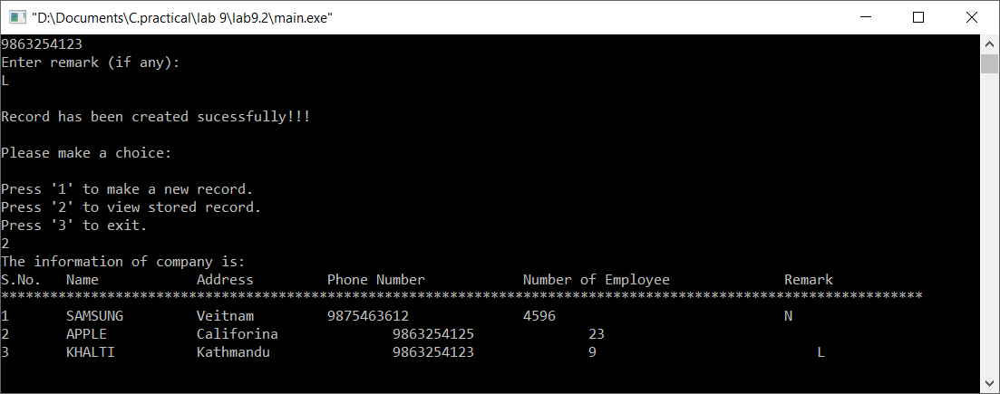 "D:\Documents\C.practical\lab 9\lab9.2\main.exe"
9863254123
Enter remark (if any):
L
Record has been created sucessfully!!!
Please make a choice:
Press '1' to make a new record.
Press '2' to view stored record.
Press '3' to exit.
2
The information of company is:
S.No. Name Address Phone Number Number of Employee Remark
*****************************************************************************************************************
1 SAMSUNG Veitnam 9875463612 4596 N
2 APPLE Califorina 9863254125 23
3 KHALTI Kathmandu 9863254123 9 L